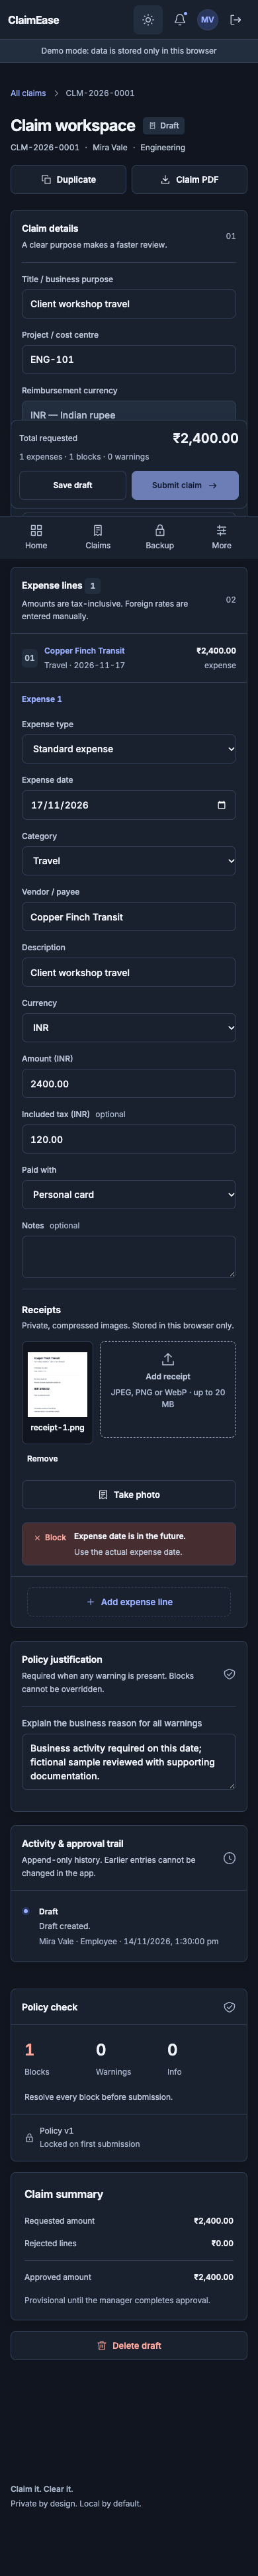 ClaimEase
MV
Demo mode: data is stored only in this browser
All claims > CLM-2026-0001
Claim workspace
Draft
CLM-2026-0001 · Mira Vale · Engineering
Duplicate
Claim PDF
Claim details
A clear purpose makes a faster review.
01
Title / business purpose
Client workshop travel
Project / cost centre
ENG-101
Reimbursement currency
INR — Indian rupee
Total requested
₹2,400.00
1 expenses · 1 blocks · 0 warnings
Save draft
Submit claim →
Home
Claims
Backup
More
Expense lines 1
Amounts are tax-inclusive. Foreign rates are
entered manually.
02
01
Copper Finch Transit
₹2,400.00
Travel · 2026-11-17
expense
Expense 1
Expense type
Standard expense
Expense date
17/11/2026
Category
Travel
Vendor / payee
Copper Finch Transit
Description
Client workshop travel
Currency
INR
Amount (INR)
2400.00
Included tax (INR) optional
120.00
Paid with
Personal card
Notes optional
Receipts
Private, compressed images. Stored in this browser only.
Copper Finch Transit
receipt-1.png
Add receipt
JPEG, PNG or WebP · up to 20
MB
Remove
Take photo
× Block
Expense date is in the future.
Use the actual expense date.
+ Add expense line
Policy justification
Required when any warning is present. Blocks
cannot be overridden.
Explain the business reason for all warnings
Business activity required on this date;
fictional sample reviewed with supporting
documentation.
Activity & approval trail
Append-only history. Earlier entries cannot be
changed in the app.
Draft
Draft created.
Mira Vale · Employee · 14/11/2026, 1:30:00 pm
Policy check
1
0
0
Blocks
Warnings
Info
Resolve every block before submission.
Policy v1
Locked on first submission
Claim summary
Requested amount
₹2,400.00
Rejected lines
₹0.00
Approved amount
₹2,400.00
Provisional until the manager completes approval.
Delete draft
Claim it. Clear it.
Private by design. Local by default.